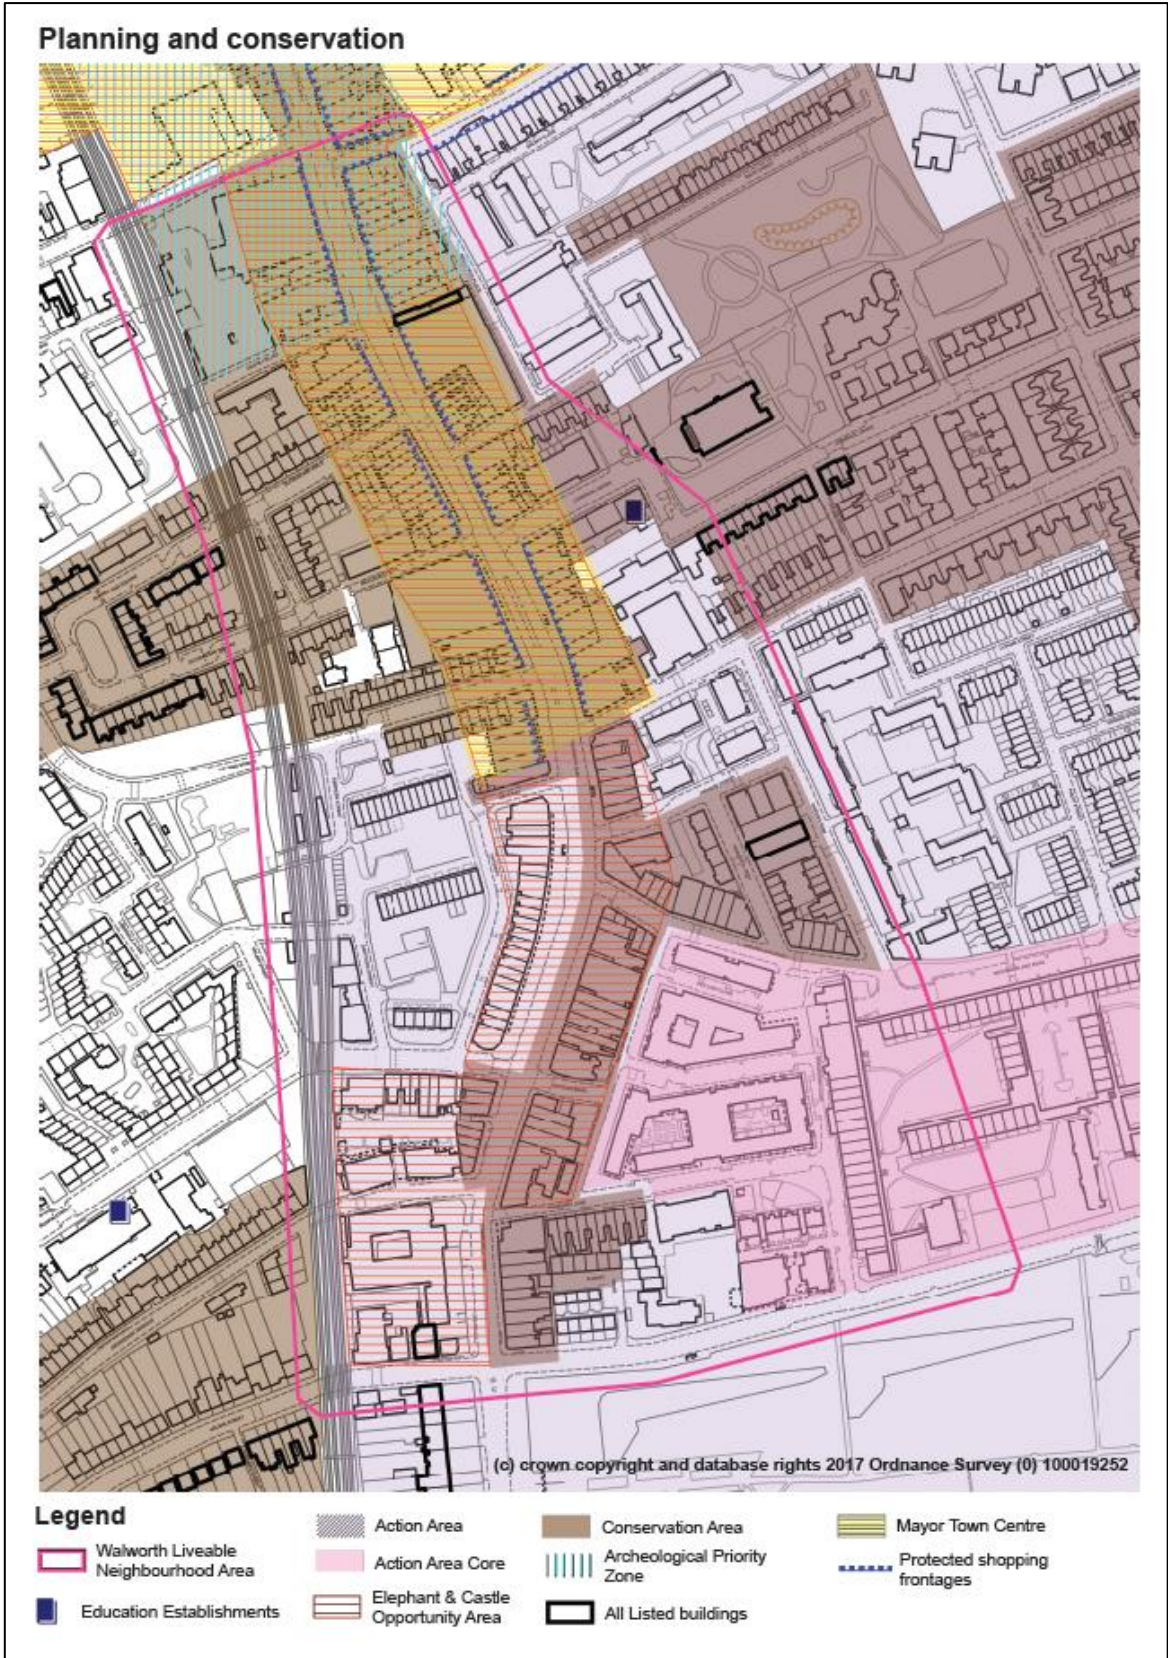 Planning and conservation
(c) crown copyright and database rights 2017 Ordnance Survey (0) 100019252
Legend
Walworth Liveable
Neighbourhood Area
Education Establishments
Action Area
Action Area Core
Elephant & Castle
Opportunity Area
Conservation Area
Archeological Priority
Zone
All Listed buildings
Mayor Town Centre
Protected shopping
frontages